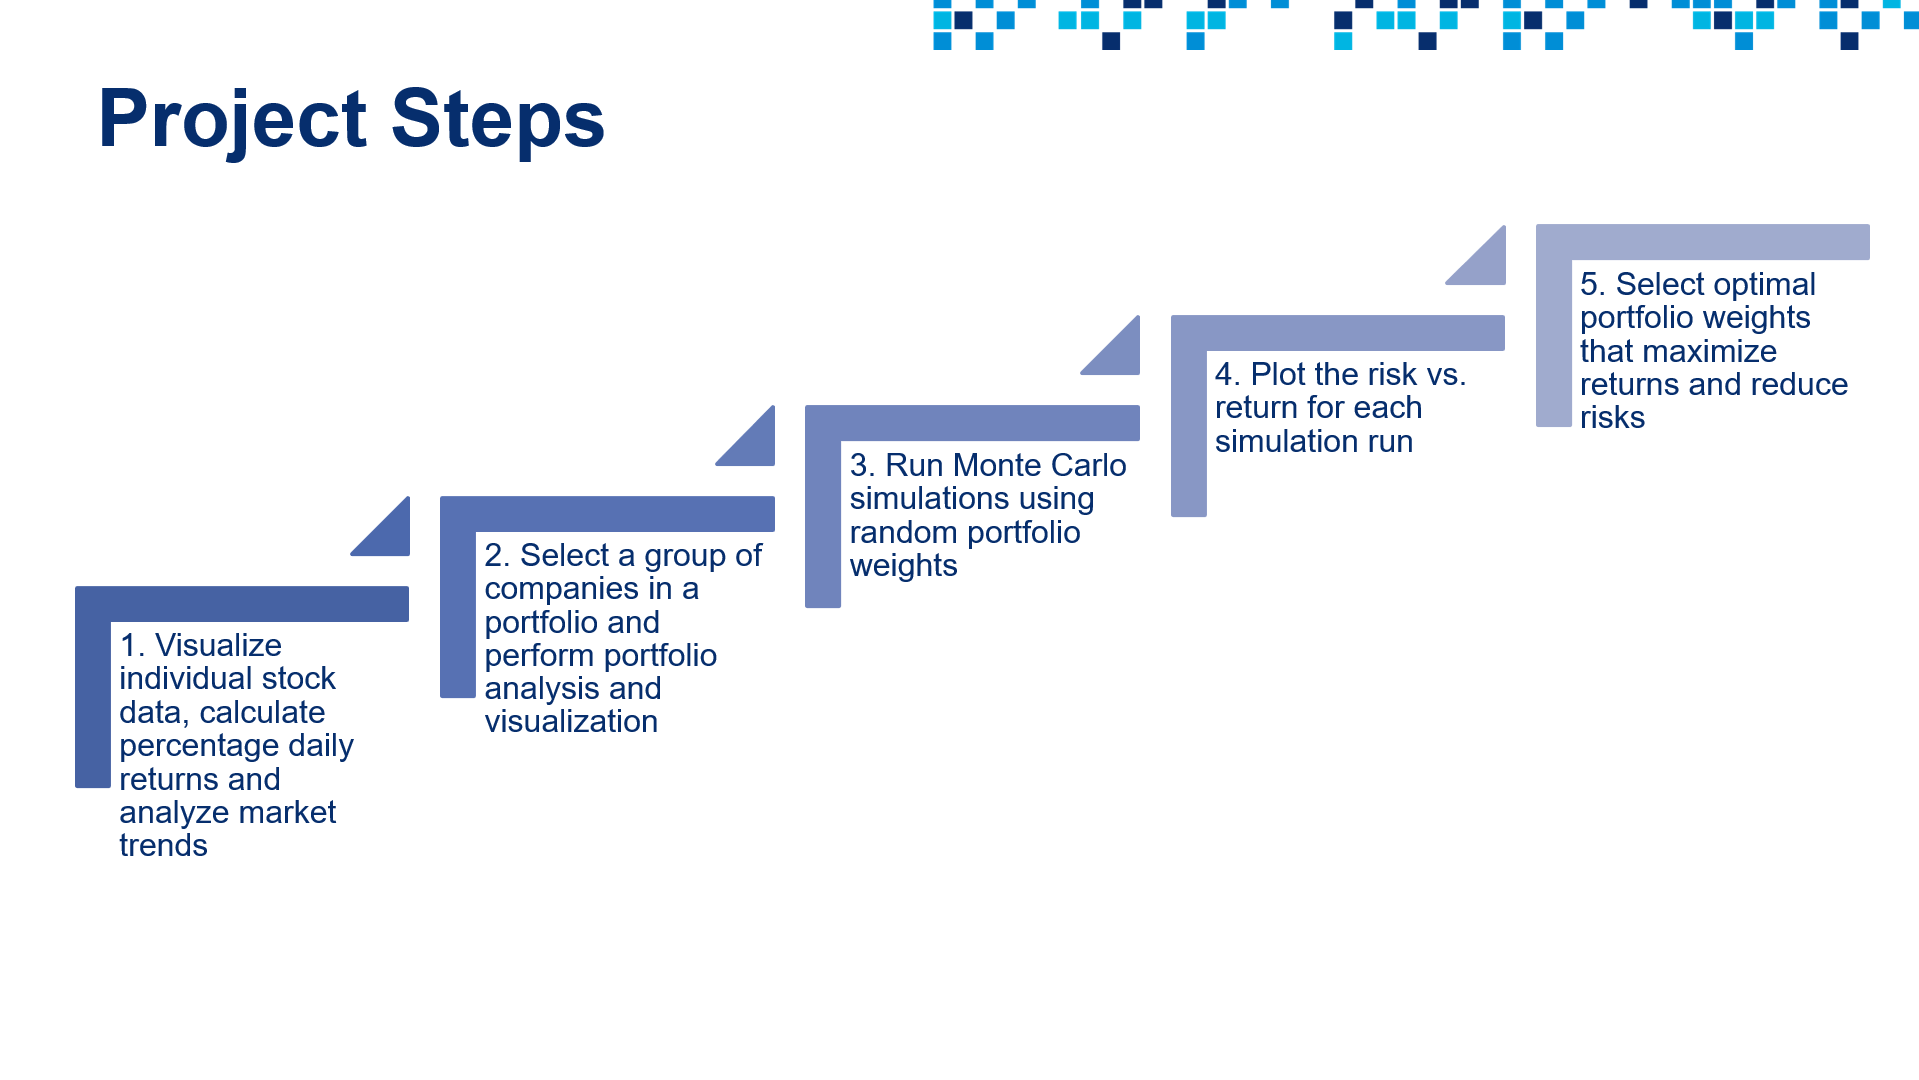 Project Steps
1. Visualize
individual stock
data, calculate
percentage daily
returns and
analyze market
trends
2. Select a group of
companies in a
portfolio and
perform portfolio
analysis and
visualization
3. Run Monte Carlo
simulations using
random portfolio
weights
4. Plot the risk vs.
return for each
simulation run
5. Select optimal
portfolio weights
that maximize
returns and reduce
risks